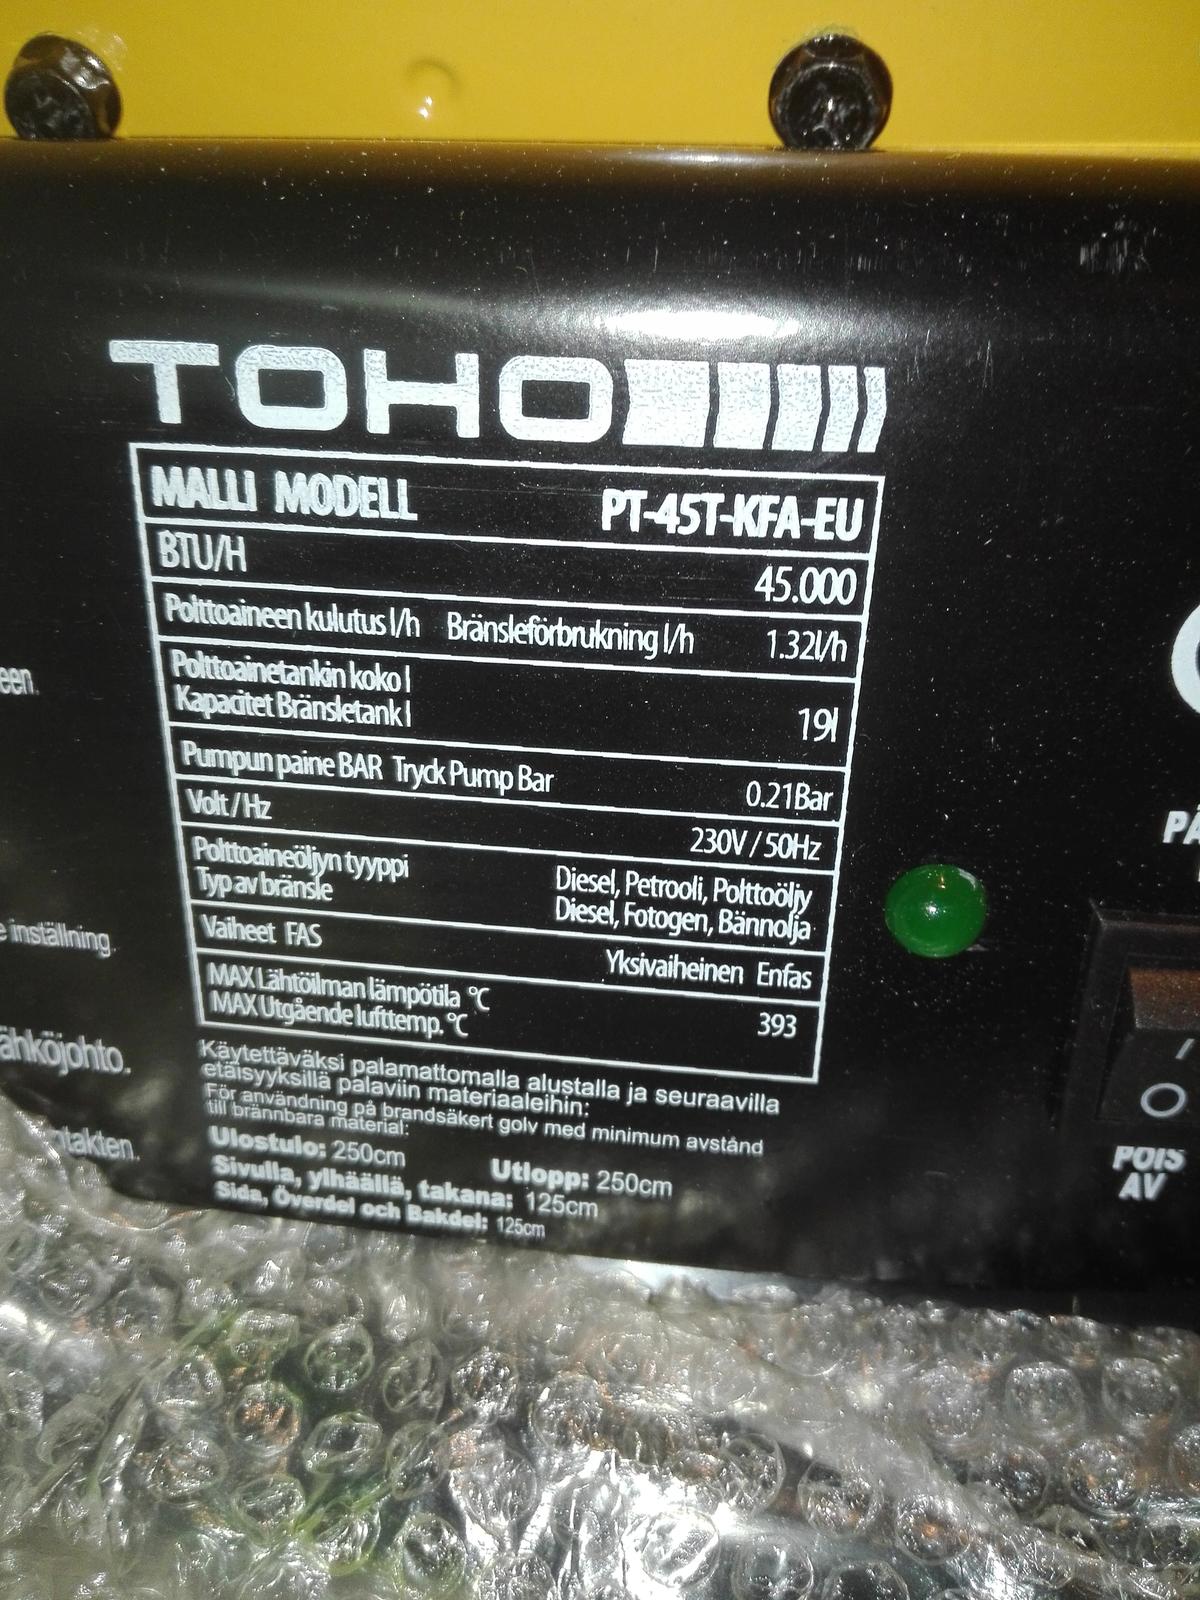 TOHO
MALLI MODELL PT-45T-KFA-EU
BTU/H 45.000
Polttoaineen kulutus l/h Bränsleförbrukning l/h 1.32l/h
Polttoainetankin koko l
Kapacitet Bränsletank l 19l
Pumpun paine BAR Tryck Pump Bar 0.21Bar
Volt / Hz 230V / 50Hz
Polttoaineöljyn tyyppi Diesel, Petrooli, Polttoöljy
Typ av bränsle Diesel, Fotogen, Bännolja
Vaiheet FAS Yksivaiheinen Enfas
MAX Lähtöilman lämpötila °C
MAX Utgående lufttemp. °C 393
Käytettäväksi palamattomalla alustalla ja seuraavilla
etäisyyksillä palaviin materiaaleihin:
För användning på brandsäkert golv med minimum avstånd
till brännbara material:
Ulostulo: 250cm Utlopp: 250cm
Sivulla, ylhäällä, takana: 125cm
Sida, Överdel och Bakdel: 125cm
een.
e inställning.
ähköjohto.
ntakten.
PÄ
I
O
POIS
AV